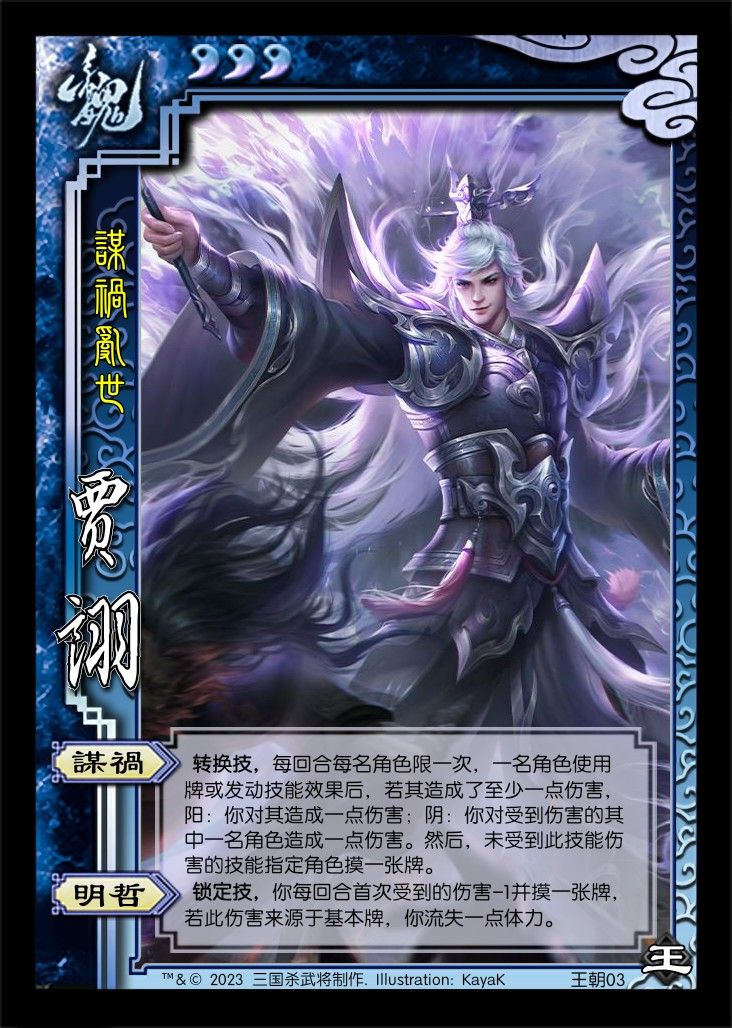 魏
謀禍亂世
賈詡
謀禍
转换技，每回合每名角色限一次，一名角色使用
牌或发动技能效果后，若其造成了至少一点伤害，
阳：你对其造成一点伤害；阴：你对受到伤害的其
中一名角色造成一点伤害。然后，未受到此技能伤
害的技能指定角色摸一张牌。
明哲
锁定技，你每回合首次受到的伤害-1并摸一张牌，
若此伤害来源于基本牌，你流失一点体力。
™&© 2023 三国杀武将制作. Illustration: KayaK
王朝03
王